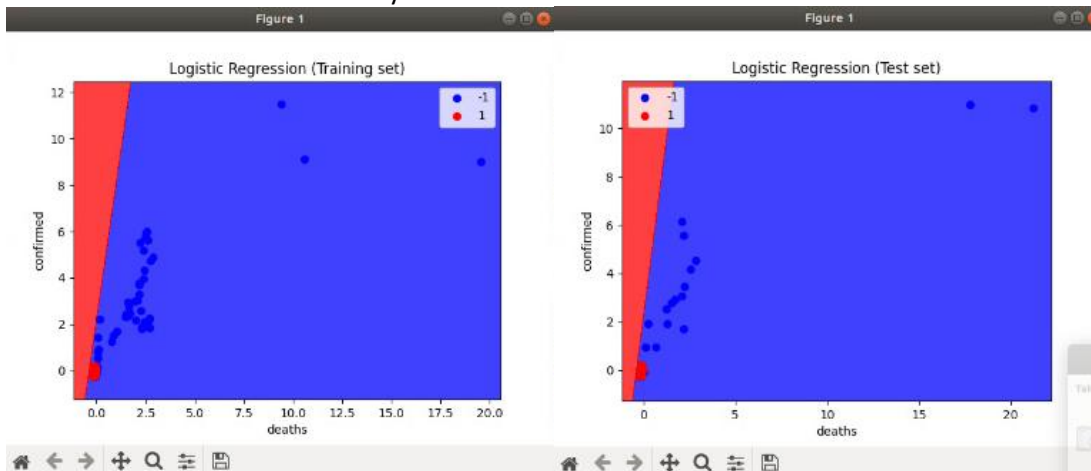 Figure 1
Logistic Regression (Training set)
12
10
8
6
4
2
0
confirmed
-1
1
0.0 2.5 5.0 7.5 10.0 12.5 15.0 17.5 20.0
deaths
Figure 1
Logistic Regression (Test set)
10
8
6
4
2
0
confirmed
-1
1
0 5 10 15 20
deaths